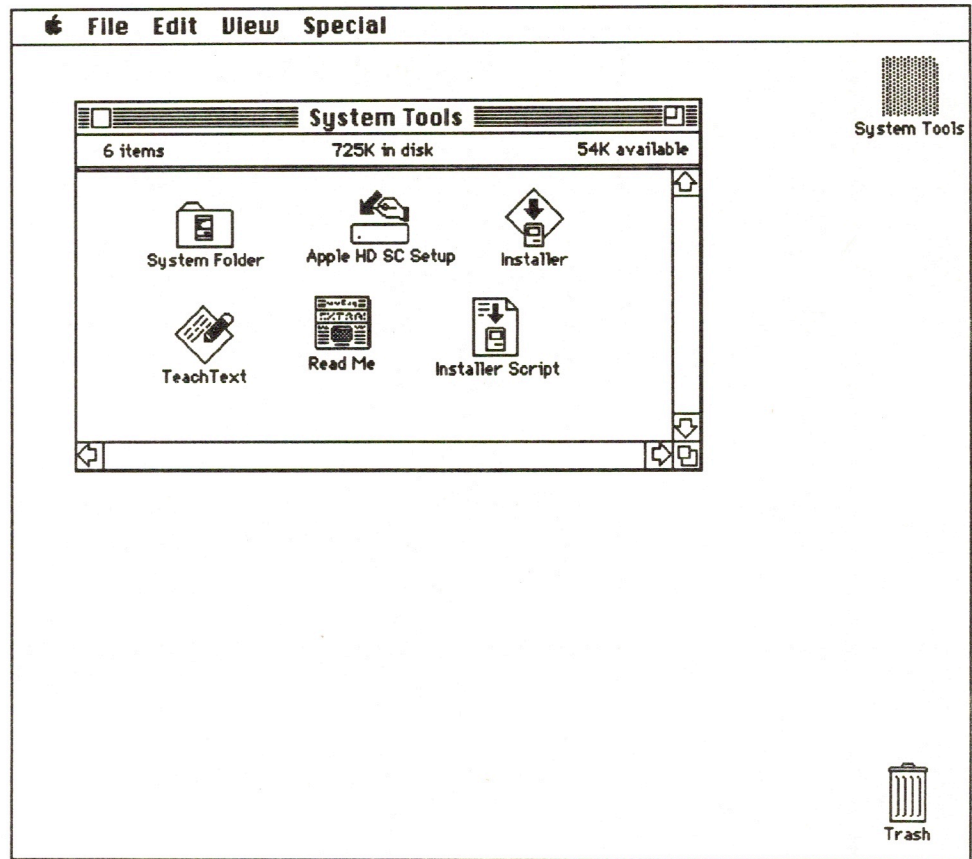 File Edit View Special
System Tools
System Tools
6 items 725K in disk 54K available
System Folder Apple HD SC Setup Installer
EXTRA!
TeachText Read Me Installer Script
Trash